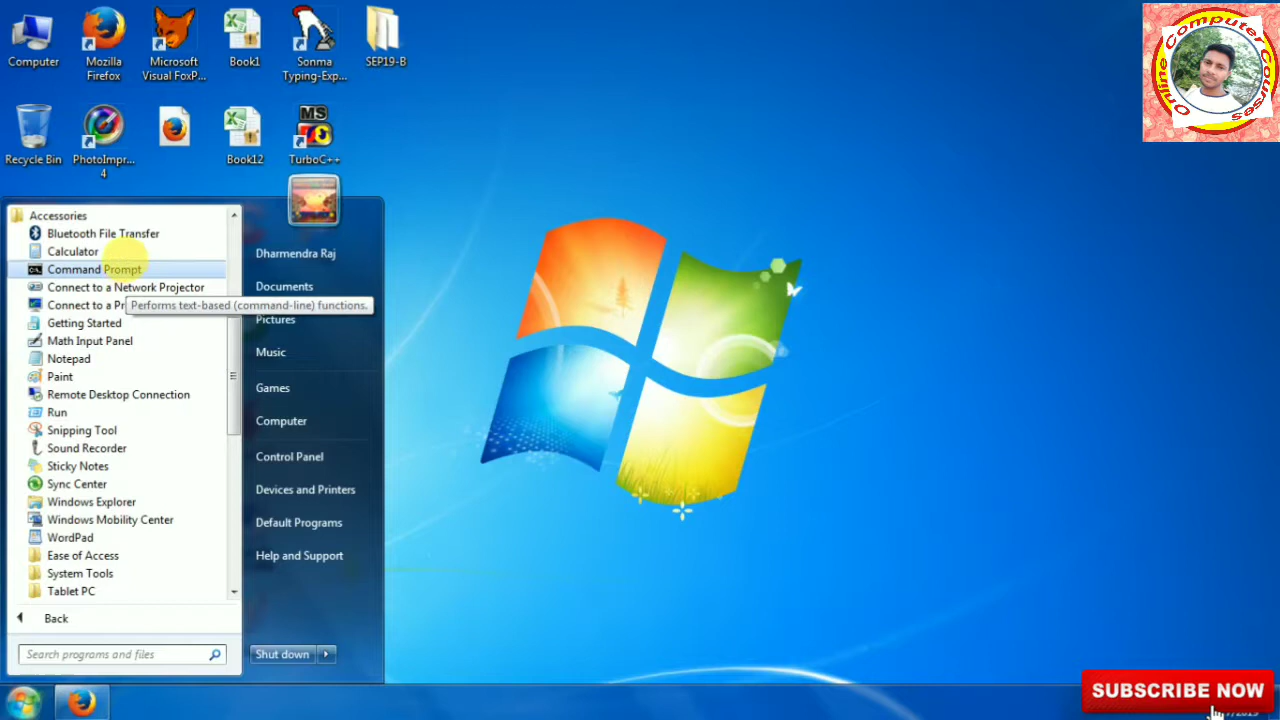 Computer
Mozilla
Firefox
Microsoft
Visual FoxP...
Book1
Sonma
Typing-Exp...
SEP19-B
Recycle Bin
PhotoImpr...
4
Book12
MS
TurboC++
Online Computer Courses
Accessories
Bluetooth File Transfer
Calculator
Command Prompt
Connect to a Network Projector
Connect to a Pr
Performs text-based (command-line) functions.
Getting Started
Math Input Panel
Notepad
Paint
Remote Desktop Connection
Run
Snipping Tool
Sound Recorder
Sticky Notes
Sync Center
Windows Explorer
Windows Mobility Center
WordPad
Ease of Access
System Tools
Tablet PC
Back
Search programs and files
Dharmendra Raj
Documents
Pictures
Music
Games
Computer
Control Panel
Devices and Printers
Default Programs
Help and Support
Shut down
SUBSCRIBE NOW